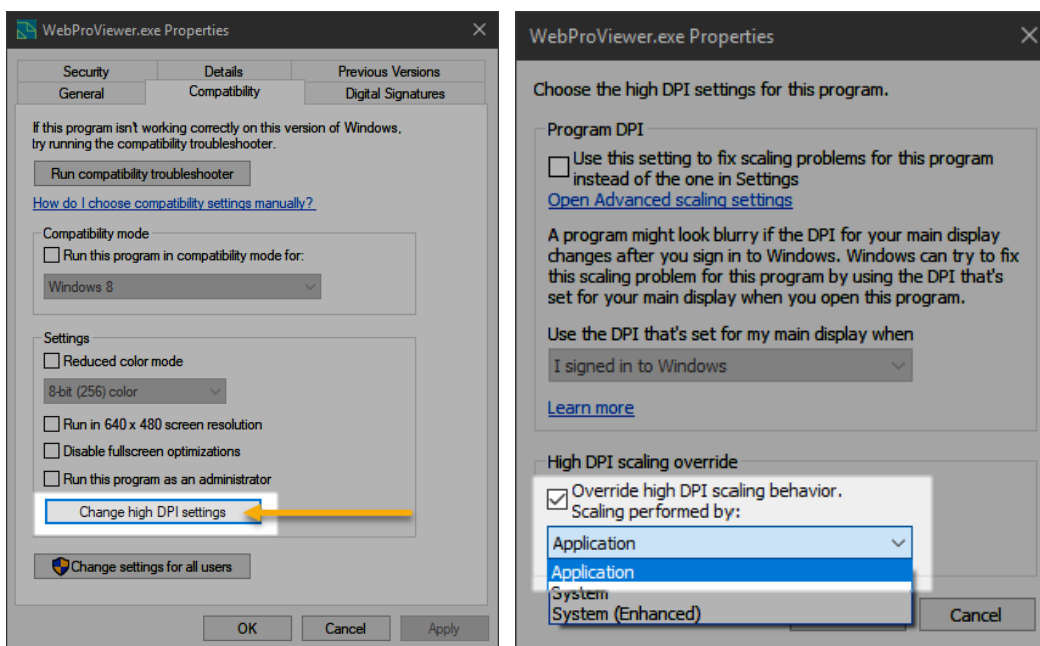 WebProViewer.exe Properties
Security Details Previous Versions
General Compatibility Digital Signatures
If this program isn't working correctly on this version of Windows,
try running the compatibility troubleshooter.
Run compatibility troubleshooter
How do I choose compatibility settings manually?
Compatibility mode
Run this program in compatibility mode for:
Windows 8
Settings
Reduced color mode
8-bit (256) color
Run in 640 x 480 screen resolution
Disable fullscreen optimizations
Run this program as an administrator
Change high DPI settings
Change settings for all users
OK Cancel Apply
WebProViewer.exe Properties
Choose the high DPI settings for this program.
Program DPI
Use this setting to fix scaling problems for this program
instead of the one in Settings
Open Advanced scaling settings
A program might look blurry if the DPI for your main display
changes after you sign in to Windows. Windows can try to fix
this scaling problem for this program by using the DPI that's
set for your main display when you open this program.
Use the DPI that's set for my main display when
I signed in to Windows
Learn more
High DPI scaling override
Override high DPI scaling behavior.
Scaling performed by:
Application
Application
System
System (Enhanced)
Cancel